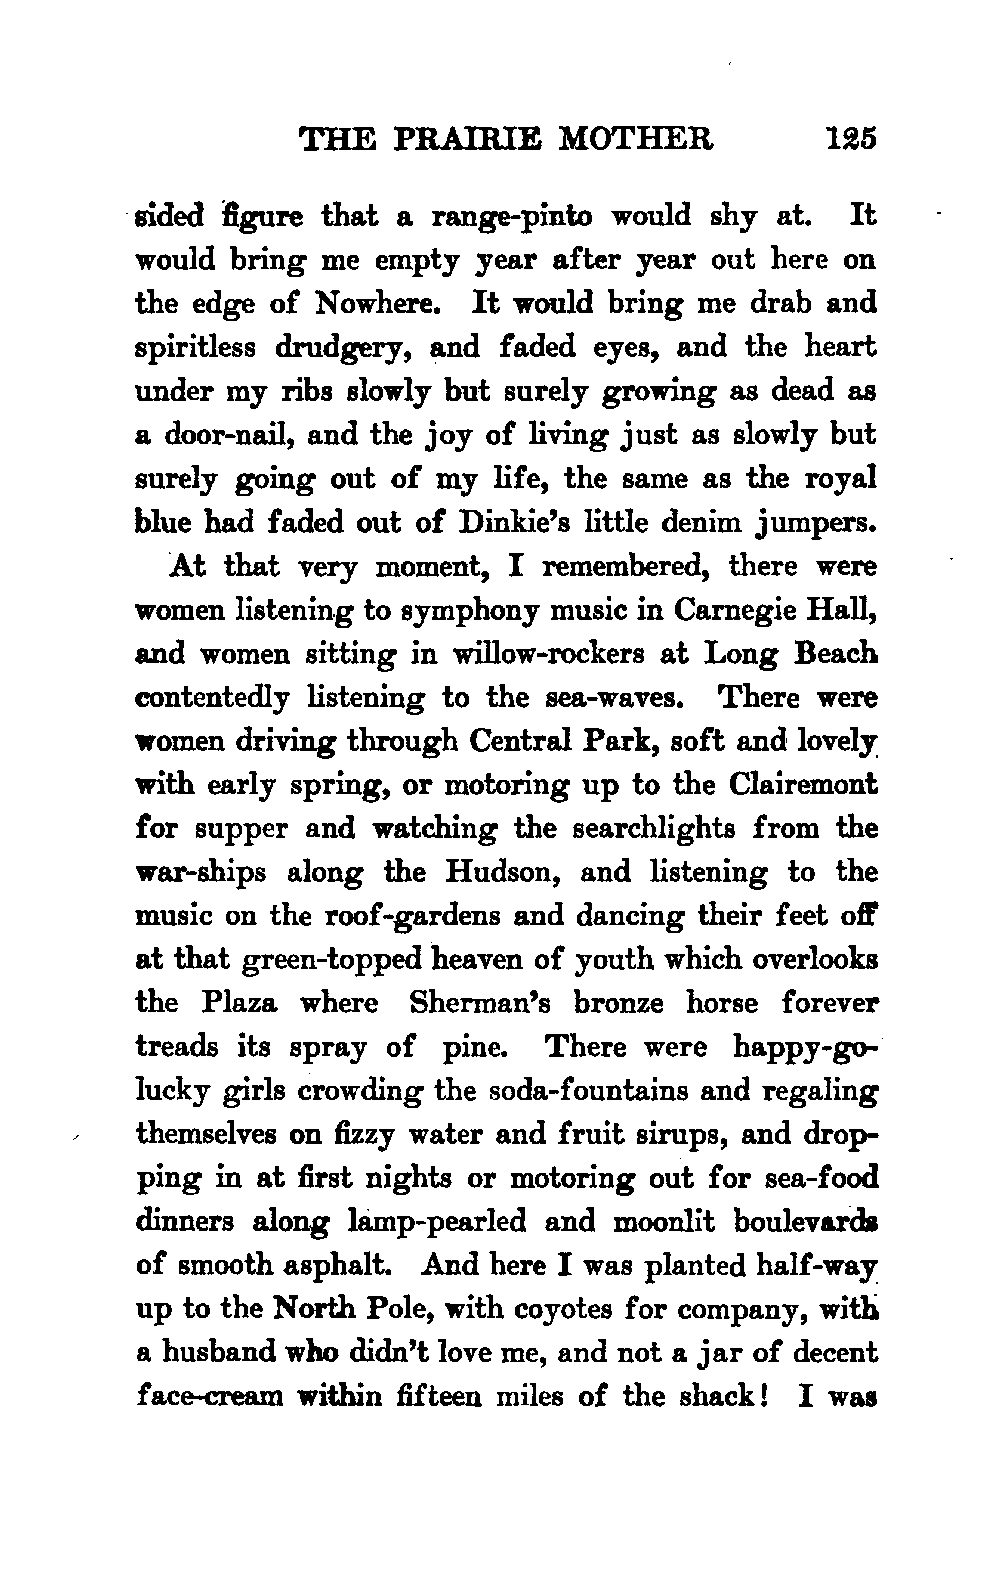 THE PRAIRIE MOTHER 125
sided figure that a range-pinto would shy at. It
would bring me empty year after year out here on
the edge of Nowhere. It would bring me drab and
spiritless drudgery, and faded eyes, and the heart
under my ribs slowly but surely growing as dead as
a door-nail, and the joy of living just as slowly but
surely going out of my life, the same as the royal
blue had faded out of Dinkie's little denim jumpers.
At that very moment, I remembered, there were
women listening to symphony music in Carnegie Hall,
and women sitting in willow-rockers at Long Beach
contentedly listening to the sea-waves. There were
women driving through Central Park, soft and lovely
with early spring, or motoring up to the Clairemont
for supper and watching the searchlights from the
war-ships along the Hudson, and listening to the
music on the roof-gardens and dancing their feet off
at that green-topped heaven of youth which overlooks
the Plaza where Sherman's bronze horse forever
treads its spray of pine. There were happy-go-
lucky girls crowding the soda-fountains and regaling
themselves on fizzy water and fruit sirups, and drop-
ping in at first nights or motoring out for sea-food
dinners along lamp-pearled and moonlit boulevards
of smooth asphalt. And here I was planted half-way
up to the North Pole, with coyotes for company, with
a husband who didn't love me, and not a jar of decent
face-cream within fifteen miles of the shack! I was